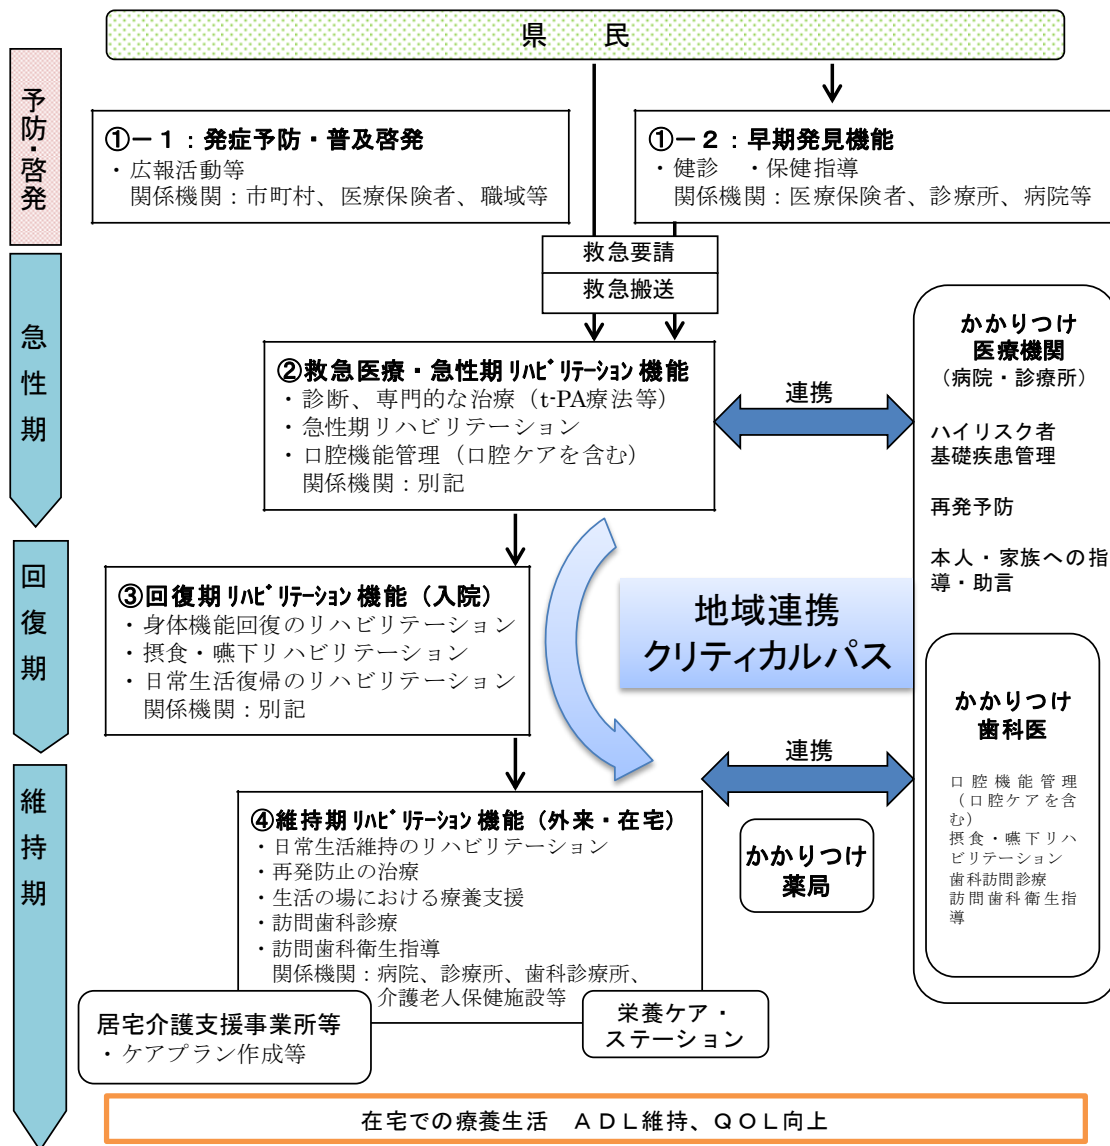 県　民
予防・啓発
①－１：発症予防・普及啓発
・広報活動等
関係機関：市町村、医療保険者、職域等
①－２：早期発見機能
・健診　・保健指導
関係機関：医療保険者、診療所、病院等
救急要請
救急搬送
急性期
②救急医療・急性期ﾘﾊﾋﾞﾘﾃｰｼｮﾝ機能
・診断、専門的な治療（t-PA療法等）
・急性期リハビリテーション
・口腔機能管理（口腔ケアを含む）
関係機関：別記
連携
かかりつけ
医療機関
（病院・診療所）
ハイリスク者
基礎疾患管理
再発予防
本人・家族への指
導・助言
回復期
③回復期ﾘﾊﾋﾞﾘﾃｰｼｮﾝ機能（入院）
・身体機能回復のリハビリテーション
・摂食・嚥下リハビリテーション
・日常生活復帰のリハビリテーション
関係機関：別記
地域連携
クリティカルパス
かかりつけ
歯科医
口腔機能管理
（口腔ケアを含
む）
摂食・嚥下リハ
ビリテーション
歯科訪問診療
訪問歯科衛生指
導
連携
かかりつけ
薬局
維持期
④維持期ﾘﾊﾋﾞﾘﾃｰｼｮﾝ機能（外来・在宅）
・日常生活維持のリハビリテーション
・再発防止の治療
・生活の場における療養支援
・訪問歯科診療
・訪問歯科衛生指導
関係機関：病院、診療所、歯科診療所、
介護老人保健施設等
居宅介護支援事業所等
・ケアプラン作成等
栄養ケア・
ステーション
在宅での療養生活　ＡＤＬ維持、ＱＯＬ向上